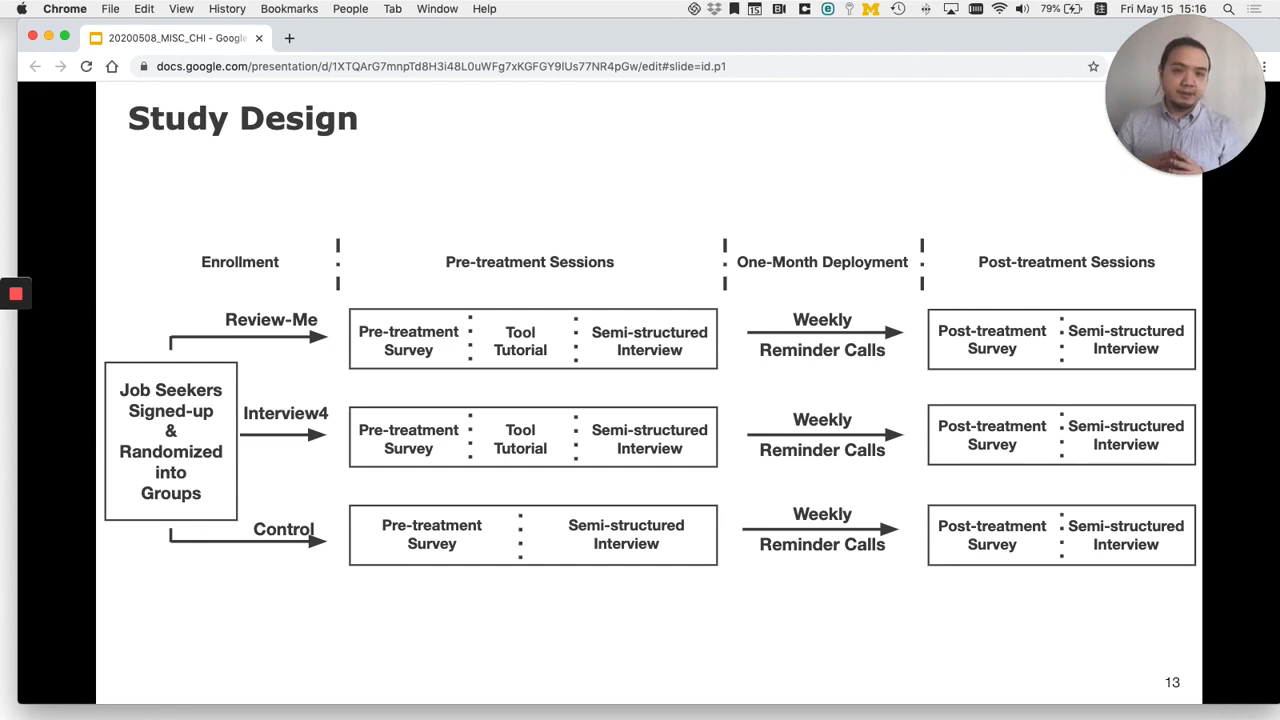 Chrome File Edit View History Bookmarks People Tab Window Help 15 79% Fri May 15 15:16
20200508_MISC_CHI - Google
docs.google.com/presentation/d/1XTQArG7mnpTd8H3i48L0uWFg7xKGFGY9lUs77NR4pGw/edit#slide=id.p1
Study Design
Enrollment Pre-treatment Sessions One-Month Deployment Post-treatment Sessions
Job Seekers
Signed-up
&
Randomized
into
Groups
Review-Me
Pre-treatment
Survey
Tool
Tutorial
Semi-structured
Interview
Weekly
Reminder Calls
Post-treatment
Survey
Semi-structured
Interview
Interview4
Pre-treatment
Survey
Tool
Tutorial
Semi-structured
Interview
Weekly
Reminder Calls
Post-treatment
Survey
Semi-structured
Interview
Control
Pre-treatment
Survey
Semi-structured
Interview
Weekly
Reminder Calls
Post-treatment
Survey
Semi-structured
Interview
13